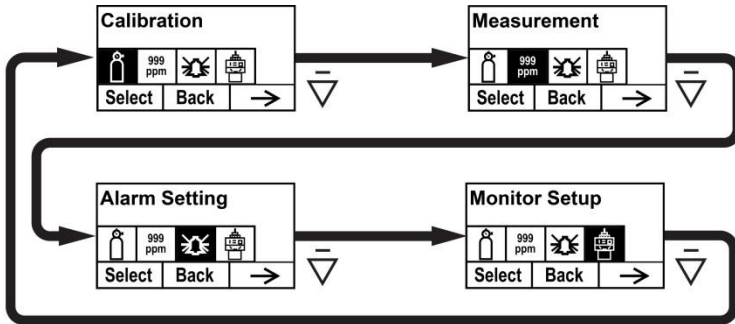 Calibration
999
ppm
Select Back →
Measurement
999
ppm
Select Back →
Alarm Setting
999
ppm
Select Back →
Monitor Setup
999
ppm
Select Back →